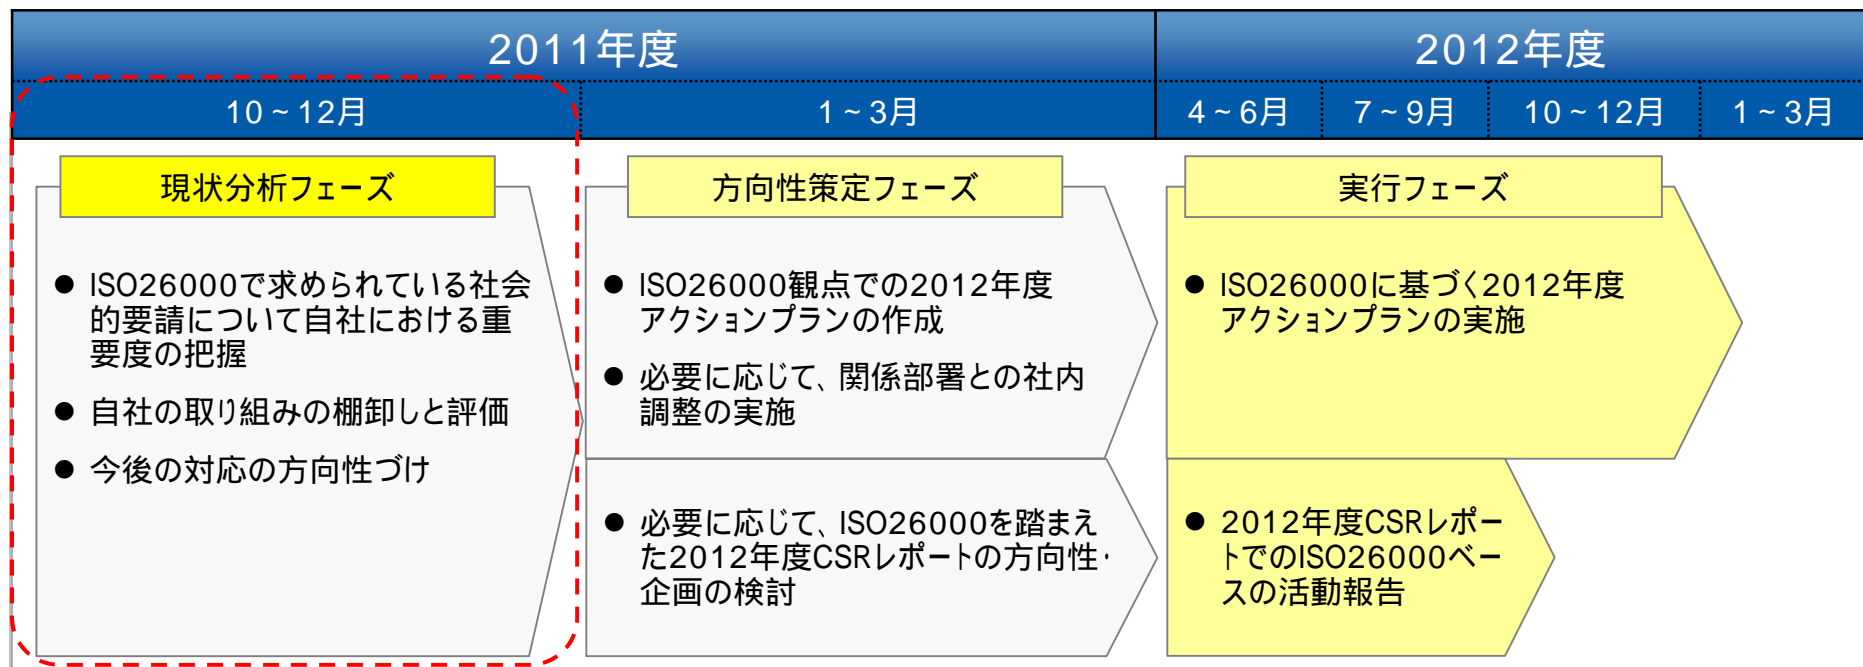 2011年度
2012年度
10～12月
1～3月
4～6月
7～9月
10～12月
1～3月
現状分析フェーズ
● ISO26000で求められている社会
的要請について自社における重
要度の把握
● 自社の取り組みの棚卸しと評価
● 今後の対応の方向性づけ
方向性策定フェーズ
● ISO26000観点での2012年度
アクションプランの作成
● 必要に応じて、関係部署との社内
調整の実施
● 必要に応じて、ISO26000を踏まえ
た2012年度CSRレポートの方向性・
企画の検討
実行フェーズ
● ISO26000に基づく2012年度
アクションプランの実施
● 2012年度CSRレポー
トでのISO26000ベー
スの活動報告